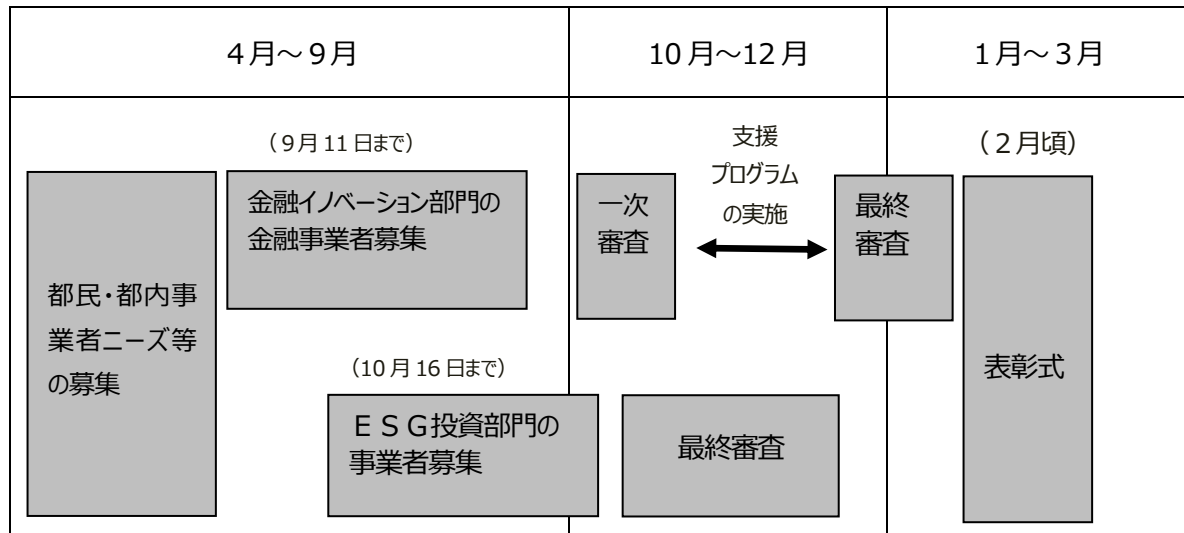 4月～9月
10月～12月
1月～3月
（9月11日まで）
支援
プログラム
の実施
（2月頃）
金融イノベーション部門の
金融事業者募集
一次
審査
最終
審査
都民・都内事
業者ニーズ等
の募集
表彰式
（10月16日まで）
ＥＳＧ投資部門の
事業者募集
最終審査